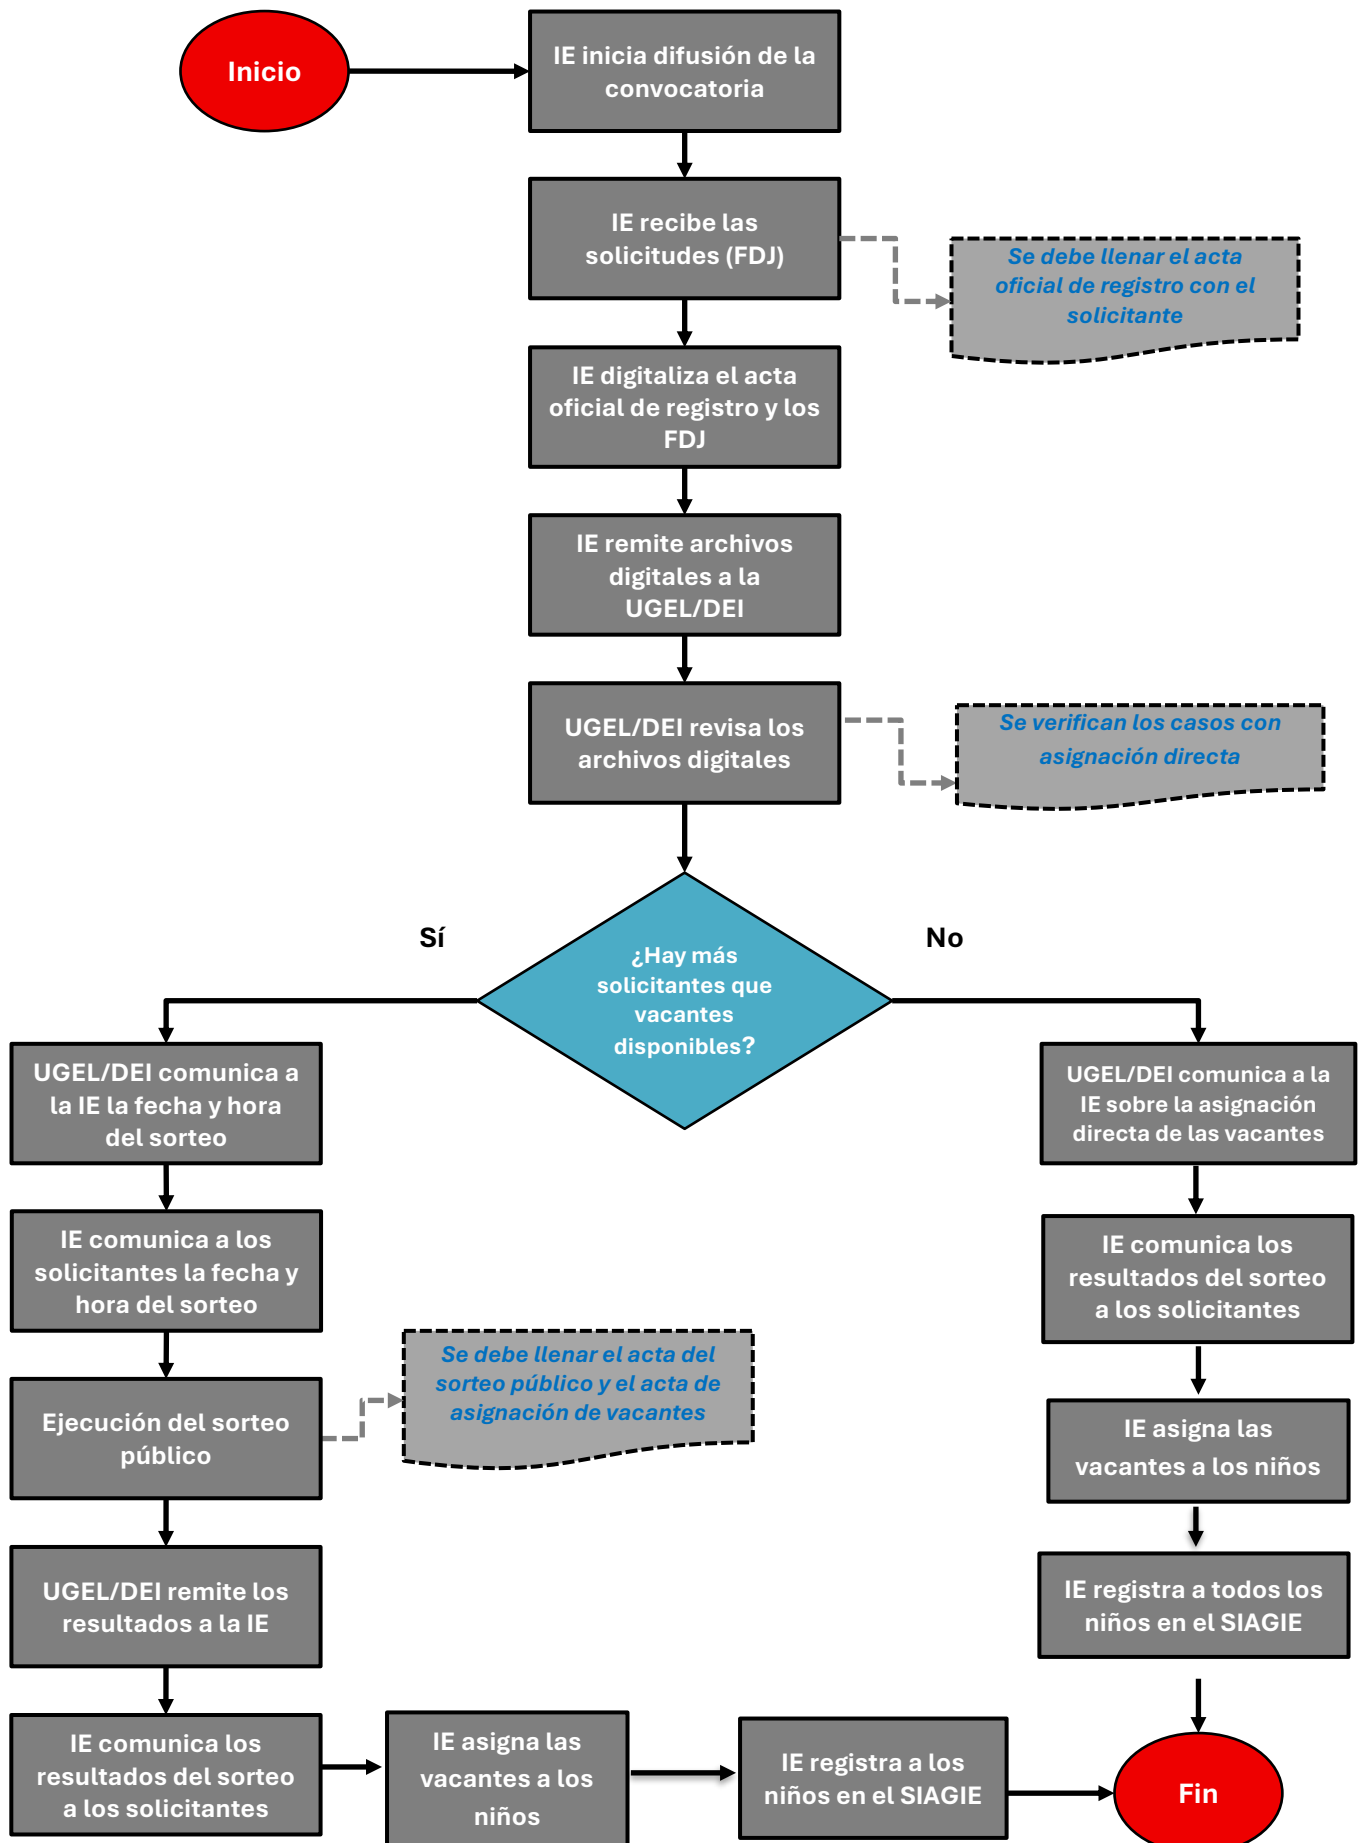 Inicio
IE inicia difusión de la
convocatoria
IE recibe las
solicitudes (FDJ)
Se debe llenar el acta
oficial de registro con el
solicitante
IE digitaliza el acta
oficial de registro y los
FDJ
IE remite archivos
digitales a la
UGEL/DEI
UGEL/DEI revisa los
archivos digitales
Se verifican los casos con
asignación directa
Sí
No
¿Hay más
solicitantes que
vacantes
disponibles?
UGEL/DEI comunica a
la IE la fecha y hora
del sorteo
IE comunica a los
solicitantes la fecha y
hora del sorteo
Ejecución del sorteo
público
Se debe llenar el acta del
sorteo público y el acta de
asignación de vacantes
UGEL/DEI remite los
resultados a la IE
IE comunica los
resultados del sorteo
a los solicitantes
IE asigna las
vacantes a los
niños
IE registra a los
niños en el SIAGIE
UGEL/DEI comunica a la
IE sobre la asignación
directa de las vacantes
IE comunica los
resultados del sorteo
a los solicitantes
IE asigna las
vacantes a los niños
IE registra a todos los
niños en el SIAGIE
Fin